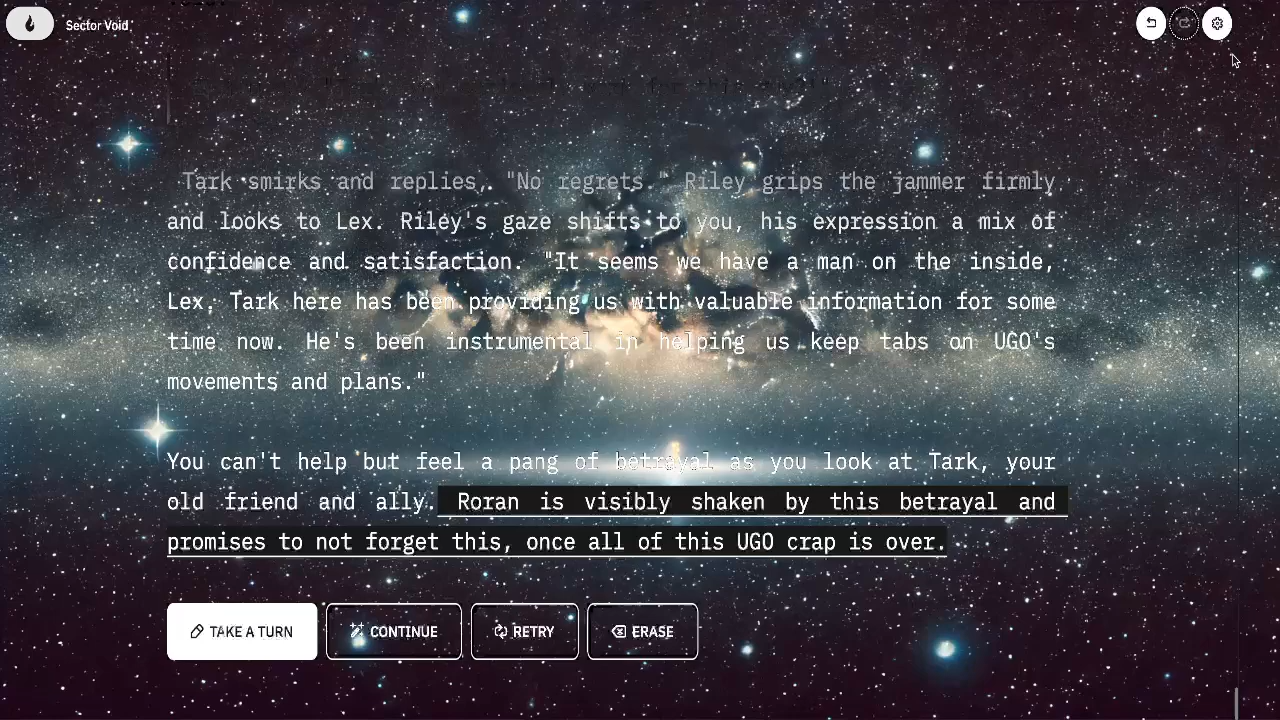 Sector Void
Tark smirks and replies, "No regrets." Riley grips the jammer firmly
and looks to Lex. Riley's gaze shifts to you, his expression a mix of
confidence and satisfaction. "It seems we have a man on the inside,
Lex. Tark here has been providing us with valuable information for some
time now. He's been instrumental in helping us keep tabs on UGO's
movements and plans."
You can't help but feel a pang of betrayal as you look at Tark, your
old friend and ally. Roran is visibly shaken by this betrayal and
promises to not forget this, once all of this UGO crap is over.
TAKE A TURN CONTINUE RETRY ERASE